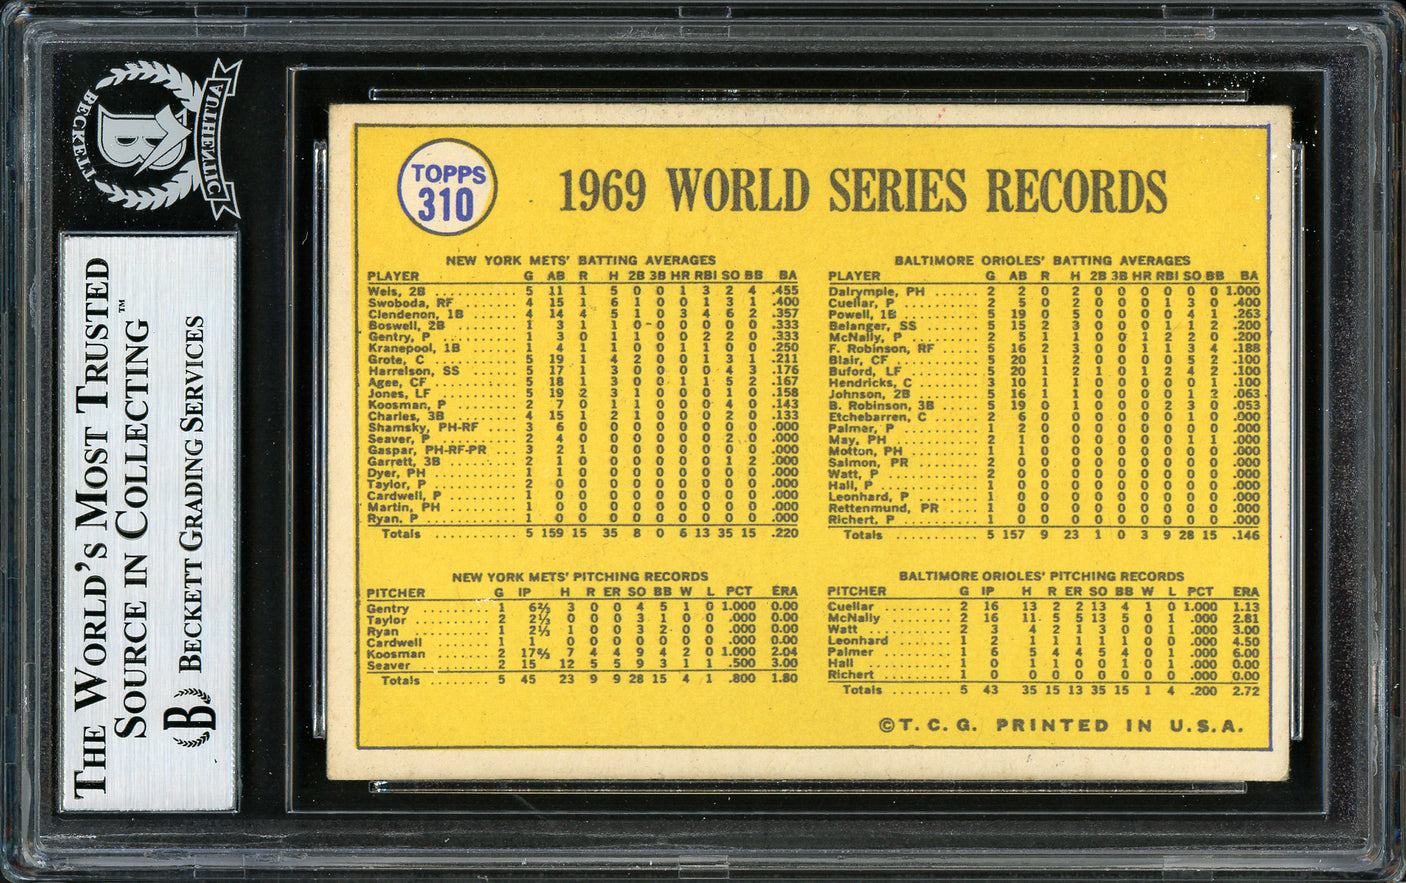 BECKETT
AUTHENTIC
THE WORLD'S MOST TRUSTED
SOURCE IN COLLECTING™
BECKETT GRADING SERVICES
TOPPS
310
1969 WORLD SERIES RECORDS
NEW YORK METS' BATTING AVERAGES
PLAYER G AB R H 2B 3B HR RBI SO BB BA
Weis, 2B .......... 5 11 1 5 0 0 1 3 2 4 .455
Swoboda, RF ...... 4 15 1 6 1 0 0 1 3 1 .400
Clendenon, 1B ..... 4 14 4 5 1 0 3 4 6 2 .357
Boswell, 2B ....... 1 3 1 1 0 0 0 0 0 0 .333
Gentry, P ......... 1 3 0 1 1 0 0 2 2 0 .333
Kranepool, 1B ...... 1 4 1 1 0 0 1 1 0 0 .250
Grote, C .......... 5 19 1 4 2 0 0 1 3 1 .211
Harrelson, SS ...... 5 17 1 3 0 0 0 0 4 3 .176
Agee, CF .......... 5 18 1 3 0 0 1 1 5 2 .167
Jones, LF ......... 5 19 2 3 1 0 0 0 1 0 .158
Koosman, P ........ 2 7 0 1 1 0 0 0 4 0 .143
Charles, 3B ........ 4 15 1 2 1 0 0 0 2 0 .133
Shamsky, PH-RF .... 3 6 0 0 0 0 0 0 0 0 .000
Seaver, P .......... 2 4 0 0 0 0 0 0 2 0 .000
Gaspar, PH-RF-PR ... 3 2 1 0 0 0 0 0 0 0 .000
Garrett, 3B ........ 2 1 0 0 0 0 0 0 1 2 .000
Dyer, PH .......... 1 1 0 0 0 0 0 0 0 0 .000
Taylor, P .......... 2 0 0 0 0 0 0 0 0 0 .000
Cardwell, P ........ 1 0 0 0 0 0 0 0 0 0 .000
Martin, PH ......... 1 0 0 0 0 0 0 0 0 0 .000
Ryan, P ........... 1 0 0 0 0 0 0 0 0 0 .000
Totals ........... 5 159 15 35 8 0 6 13 35 15 .220
BALTIMORE ORIOLES' BATTING AVERAGES
PLAYER G AB R H 2B 3B HR RBI SO BB BA
Dalrymple, PH ...... 2 2 0 2 0 0 0 0 0 0 1.000
Cuellar, P ......... 2 5 0 2 0 0 0 1 3 0 .400
Powell, 1B ......... 5 19 0 5 0 0 0 0 4 1 .263
Belanger, SS ....... 5 15 2 3 0 0 0 1 1 2 .200
McNally, P ......... 2 5 1 1 0 0 1 2 2 0 .200
F. Robinson, RF .... 5 16 2 3 0 0 1 1 3 4 .188
Blair, CF .......... 5 20 1 2 0 0 0 0 5 2 .100
Buford, LF ......... 5 20 1 2 1 0 1 2 4 2 .100
Hendricks, C ....... 3 10 1 1 0 0 0 0 0 1 .100
Johnson, 2B ........ 5 16 1 1 0 0 0 0 1 2 .063
B. Robinson, 3B .... 5 19 0 1 0 0 0 2 3 0 .053
Etchebarren, C ..... 2 6 0 0 0 0 0 0 1 0 .000
Palmer, P .......... 1 2 0 0 0 0 0 0 0 0 .000
May, PH ........... 2 1 0 0 0 0 0 0 1 1 .000
Motton, PH ......... 1 1 0 0 0 0 0 0 0 0 .000
Salmon, PR ......... 2 0 0 0 0 0 0 0 0 0 .000
Watt, P ............ 2 0 0 0 0 0 0 0 0 0 .000
Hall, P ............ 1 0 0 0 0 0 0 0 0 0 .000
Leonhard, P ........ 1 0 0 0 0 0 0 0 0 0 .000
Rettenmund, PR ..... 1 0 0 0 0 0 0 0 0 0 .000
Richert, P ......... 1 0 0 0 0 0 0 0 0 0 .000
Totals ........... 5 157 9 23 1 0 3 9 28 15 .146
NEW YORK METS' PITCHING RECORDS
PITCHER G IP H R ER SO BB W L PCT ERA
Gentry ........... 1 6⅔ 3 0 0 4 5 1 0 1.000 0.00
Taylor ........... 2 2⅓ 0 0 0 3 1 0 0 .000 0.00
Ryan ............ 1 2⅓ 1 0 0 3 2 0 0 .000 0.00
Cardwell ......... 1 1 0 0 0 0 0 0 0 .000 0.00
Koosman ......... 2 17⅔ 7 4 4 9 4 2 0 1.000 2.04
Seaver ........... 2 15 12 5 5 9 3 1 1 .500 3.00
Totals .......... 5 45 23 9 9 28 15 4 1 .800 1.80
BALTIMORE ORIOLES' PITCHING RECORDS
PITCHER G IP H R ER SO BB W L PCT ERA
Cuellar ........... 2 16 13 2 2 13 4 1 0 1.000 1.13
McNally .......... 2 16 11 5 5 13 5 0 1 .000 2.81
Watt ............. 2 3 4 2 1 3 0 0 1 .000 3.00
Leonhard ......... 1 2 1 1 1 1 1 0 0 .000 4.50
Palmer ........... 1 6 5 4 4 5 4 0 1 .000 6.00
Hall ............. 1 0 1 1 0 0 1 0 1 .000 0.00
Richert ........... 1 0 0 0 0 0 0 0 0 .000 0.00
Totals ........... 5 43 35 15 13 35 15 1 4 .200 2.72
© T. C. G. PRINTED IN U.S.A.